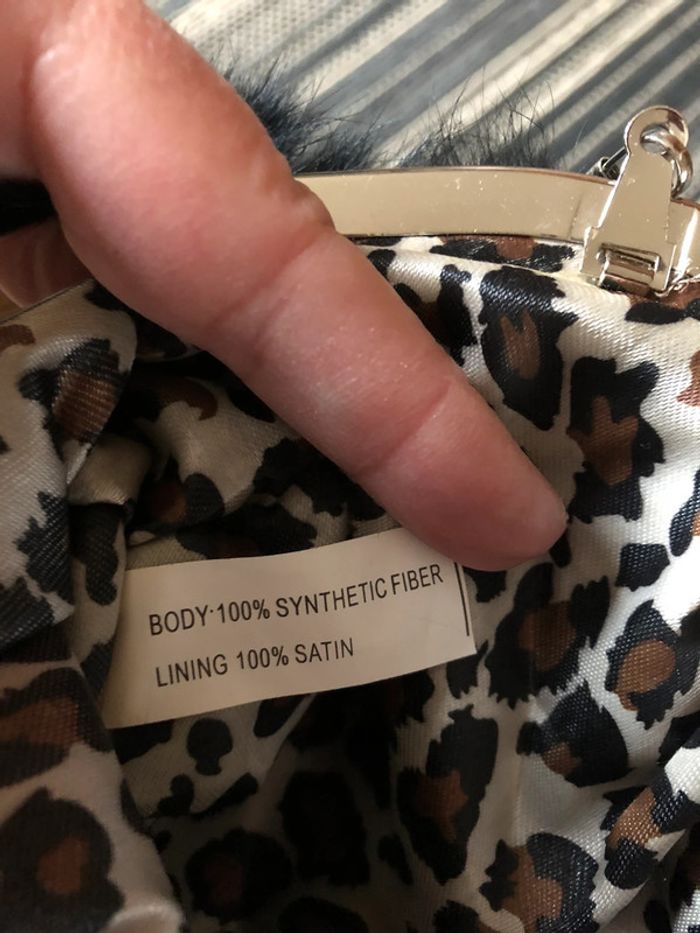 BODY·100% SYNTHETIC FIBER
LINING 100% SATIN